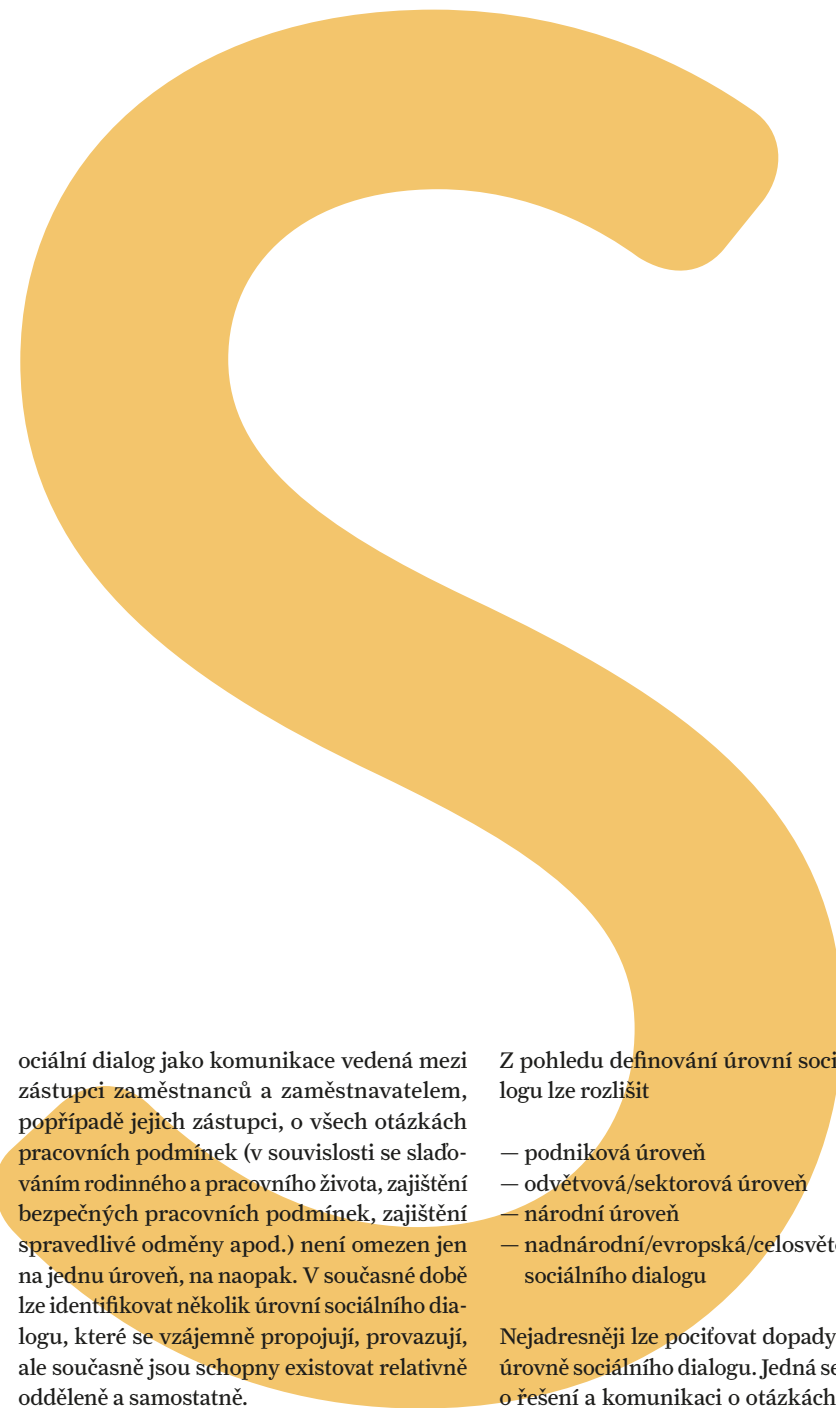 S
ociální dialog jako komunikace vedená mezi
zástupci zaměstnanců a zaměstnavatelem,
popřípadě jejich zástupci, o všech otázkách
pracovních podmínek (v souvislosti se slaďo-
váním rodinného a pracovního života, zajištění
bezpečných pracovních podmínek, zajištění
spravedlivé odměny apod.) není omezen jen
na jednu úroveň, na naopak. V současné době
lze identifikovat několik úrovní sociálního dia-
logu, které se vzájemně propojují, provazují,
ale současně jsou schopny existovat relativně
odděleně a samostatně.
Z pohledu definování úrovní soci
logu lze rozlišit
— podniková úroveň
— odvětvová/sektorová úroveň
— národní úroveň
— nadnárodní/evropská/celosvěto
sociálního dialogu
Nejadresněji lze pociťovat dopady
úrovně sociálního dialogu. Jedná se
o řešení a komunikaci o otázkách